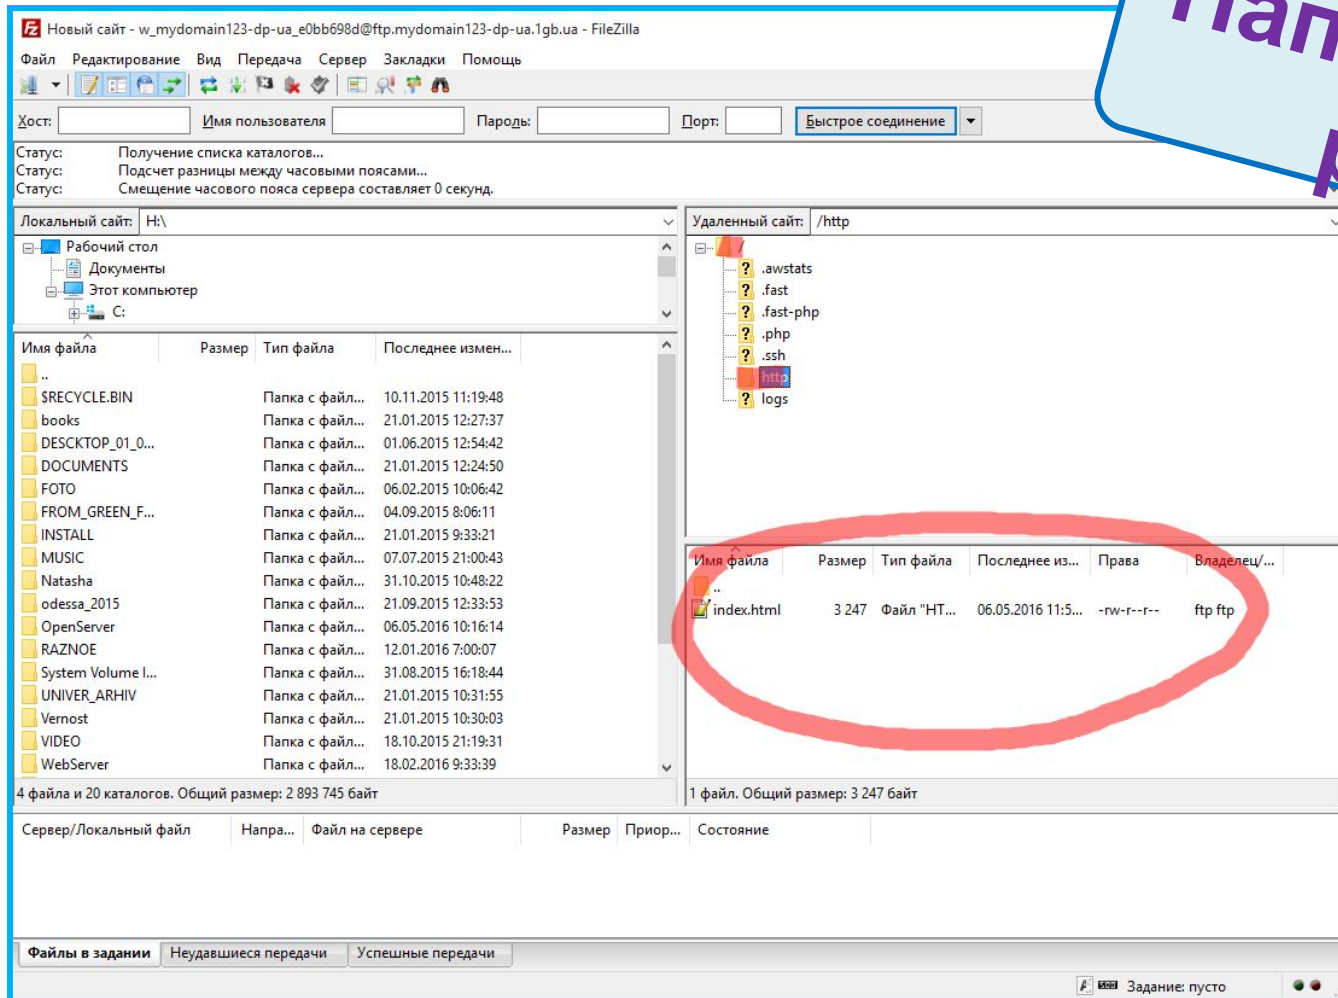 Новый сайт - w_mydomain123-dp-ua_e0bb698d@ftp.mydomain123-dp-ua.1gb.ua - FileZilla
Файл Редактирование Вид Передача Сервер Закладки Помощь
Хост: Имя пользователя Пароль: Порт: Быстрое соединение
Статус: Получение списка каталогов...
Статус: Подсчет разницы между часовыми поясами...
Статус: Смещение часового пояса сервера составляет 0 секунд.
Локальный сайт: H:\
Рабочий стол
Документы
Этот компьютер
C:
Имя файла Размер Тип файла Последнее измен...
..
$RECYCLE.BIN Папка с файл... 10.11.2015 11:19:48
books Папка с файл... 21.01.2015 12:27:37
DESCKTOP_01_0... Папка с файл... 01.06.2015 12:54:42
DOCUMENTS Папка с файл... 21.01.2015 12:24:50
FOTO Папка с файл... 06.02.2015 10:06:42
FROM_GREEN_F... Папка с файл... 04.09.2015 8:06:11
INSTALL Папка с файл... 21.01.2015 9:33:21
MUSIC Папка с файл... 07.07.2015 21:00:43
Natasha Папка с файл... 31.10.2015 10:48:22
odessa_2015 Папка с файл... 21.09.2015 12:33:53
OpenServer Папка с файл... 06.05.2016 10:16:14
RAZNOE Папка с файл... 12.01.2016 7:00:07
System Volume I... Папка с файл... 31.08.2015 16:18:44
UNIVER_ARHIV Папка с файл... 21.01.2015 10:31:55
Vernost Папка с файл... 21.01.2015 10:30:03
VIDEO Папка с файл... 18.10.2015 21:19:31
WebServer Папка с файл... 18.02.2016 9:33:39
4 файла и 20 каталогов. Общий размер: 2 893 745 байт
Удаленный сайт: /http
/
.awstats
.fast
.fast-php
.php
.ssh
http
logs
Имя файла Размер Тип файла Последнее из... Права Владелец/...
..
index.html 3 247 Файл "HT... 06.05.2016 11:5... -rw-r--r-- ftp ftp
1 файл. Общий размер: 3 247 байт
Сервер/Локальный файл Напра... Файл на сервере Размер Приор... Состояние
Файлы в задании Неудавшиеся передачи Успешные передачи
Задание: пусто